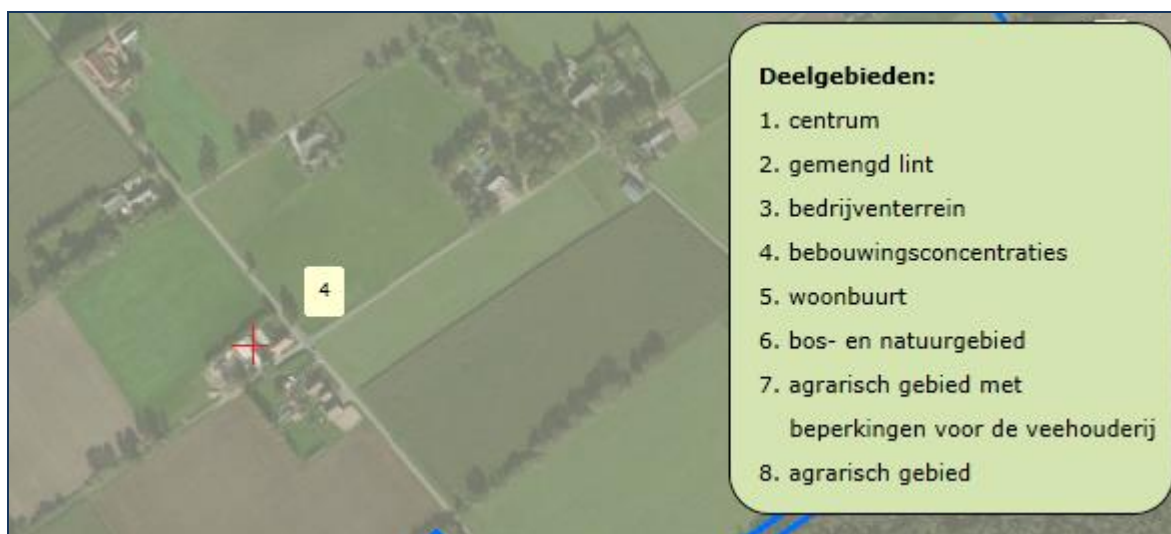 4
Deelgebieden:
1. centrum
2. gemengd lint
3. bedrijventerrein
4. bebouwingsconcentraties
5. woonbuurt
6. bos- en natuurgebied
7. agrarisch gebied met
beperkingen voor de veehouderij
8. agrarisch gebied